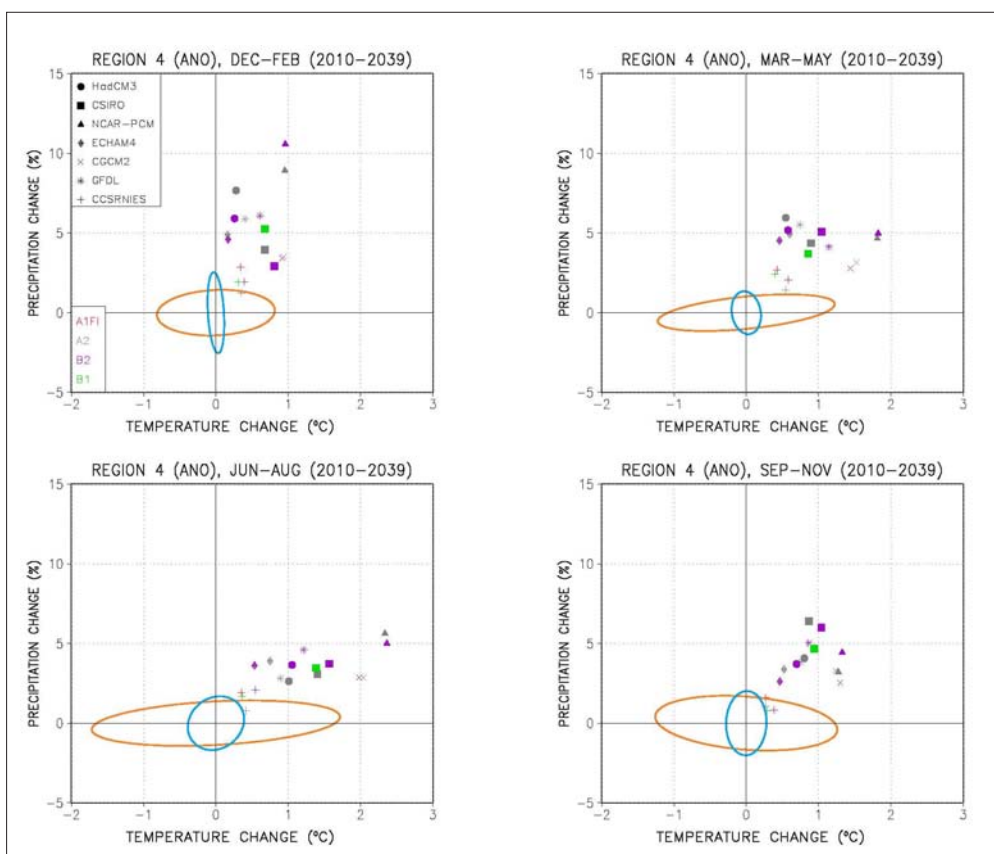 REGION 4 (ANO), DEC-FEB (2010-2039)
PRECIPITATION CHANGE (%)
15
10
5
0
-5
HadCM3
CSIRO
NCAR-PCM
ECHAM4
CGCM2
GFDL
CCSRNIES
A1FI
A2
B2
B1
-2 -1 0 1 2 3
TEMPERATURE CHANGE (ºC)
REGION 4 (ANO), MAR-MAY (2010-2039)
PRECIPITATION CHANGE (%)
15
10
5
0
-5
-2 -1 0 1 2 3
TEMPERATURE CHANGE (ºC)
REGION 4 (ANO), JUN-AUG (2010-2039)
PRECIPITATION CHANGE (%)
15
10
5
0
-5
-2 -1 0 1 2 3
TEMPERATURE CHANGE (ºC)
REGION 4 (ANO), SEP-NOV (2010-2039)
PRECIPITATION CHANGE (%)
15
10
5
0
-5
-2 -1 0 1 2 3
TEMPERATURE CHANGE (ºC)